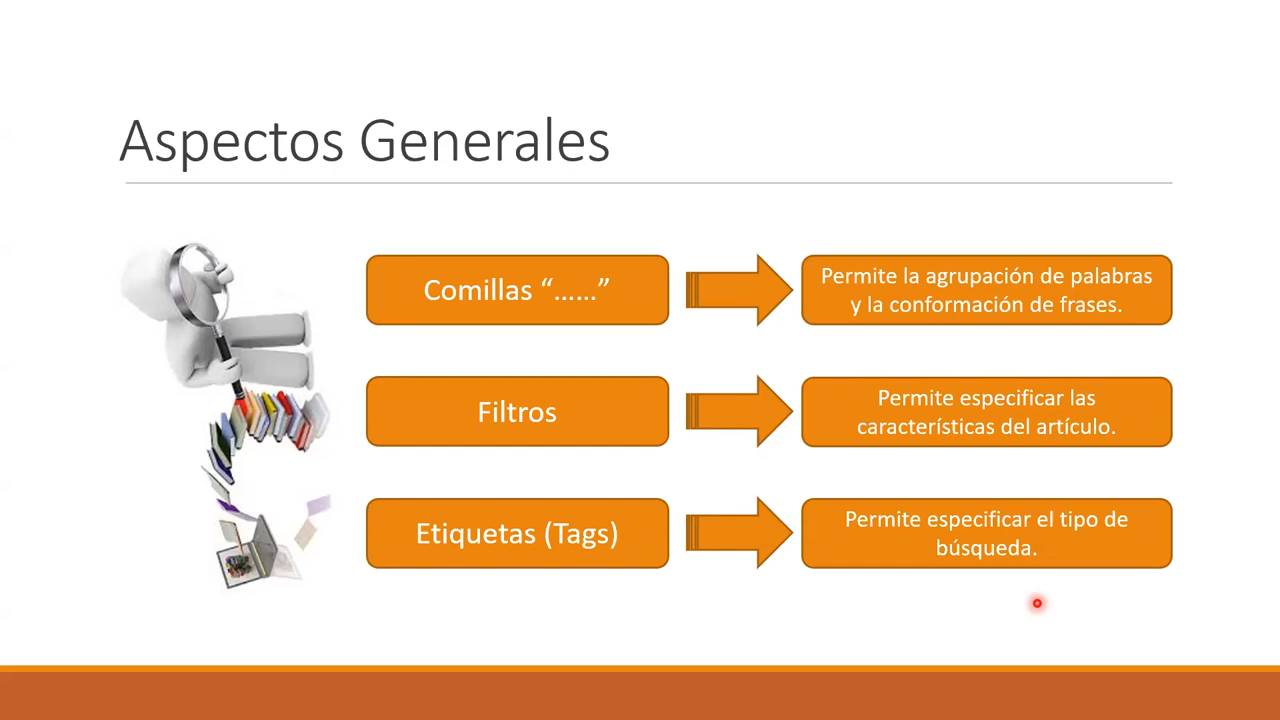 Aspectos Generales
Comillas “……”
Permite la agrupación de palabras
y la conformación de frases.
Filtros
Permite especificar las
características del artículo.
Etiquetas (Tags)
Permite especificar el tipo de
búsqueda.